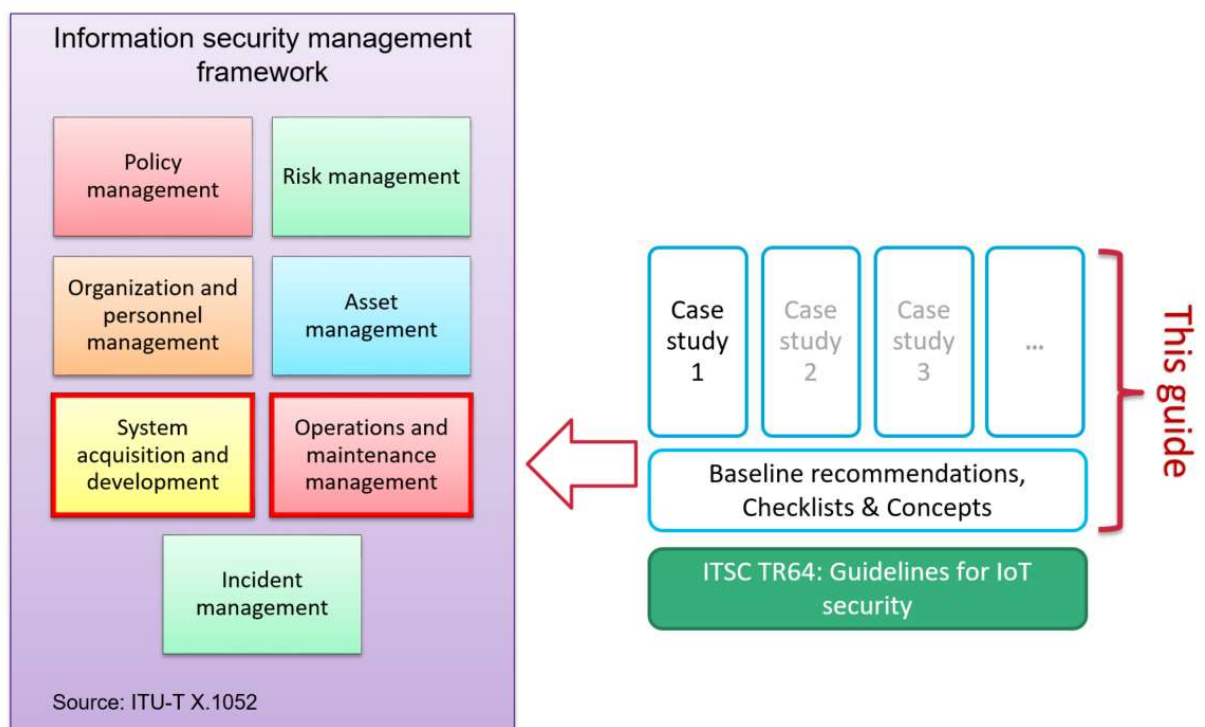 Information security management
framework
Policy
management
Risk management
Organization and
personnel
management
Asset
management
System
acquisition and
development
Operations and
maintenance
management
Incident
management
Source: ITU-T X.1052
Case
study
1
Case
study
2
Case
study
3
...
Baseline recommendations,
Checklists & Concepts
ITSC TR64: Guidelines for IoT
security
This guide